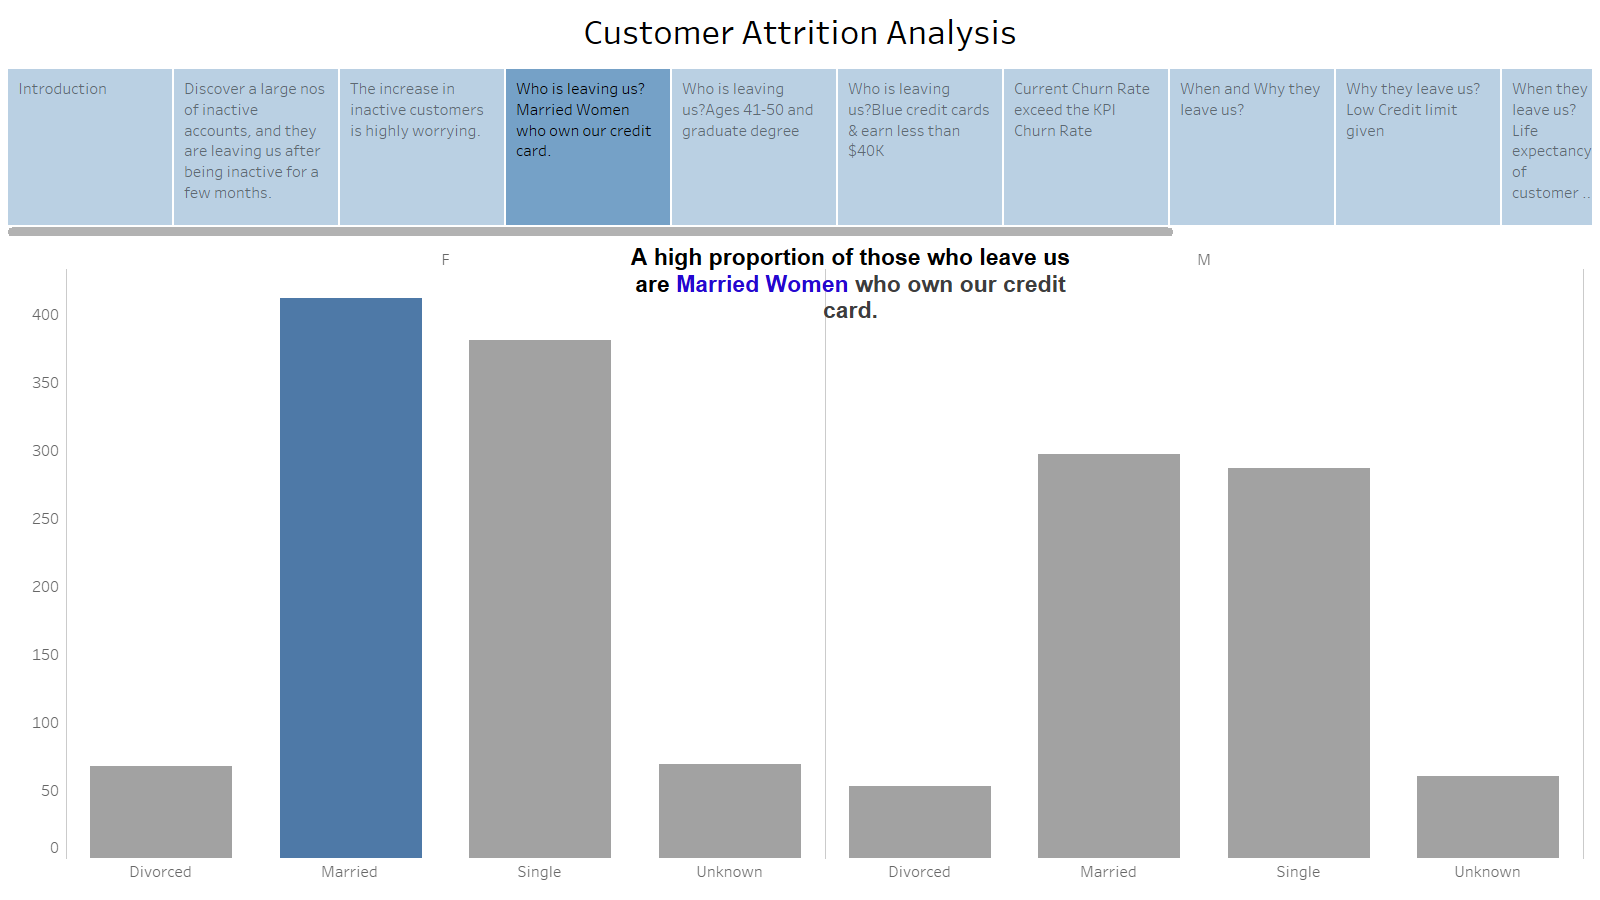 Customer Attrition Analysis
Introduction
Discover a large nos
of inactive
accounts, and they
are leaving us after
being inactive for a
few months.
The increase in
inactive customers
is highly worrying.
Who is leaving us?
Married Women
who own our credit
card.
Who is leaving
us?Ages 41-50 and
graduate degree
Who is leaving
us?Blue credit cards
& earn less than
$40K
Current Churn Rate
exceed the KPI
Churn Rate
When and Why they
leave us?
Why they leave us?
Low Credit limit
given
When they
leave us?
Life
expectancy
of
customer ..
A high proportion of those who leave us
are Married Women who own our credit
card.
F
M
400
350
300
250
200
150
100
50
0
Divorced
Married
Single
Unknown
Divorced
Married
Single
Unknown